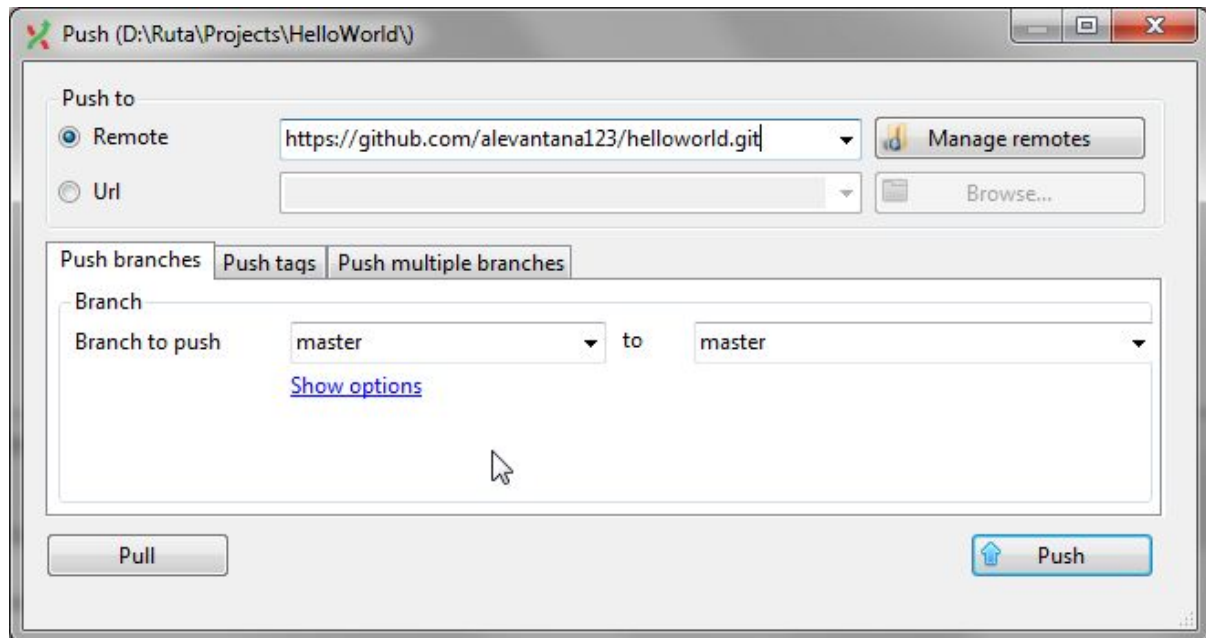 Push (D:\Ruta\Projects\HelloWorld\)
Push to
Remote https://github.com/alevantana123/helloworld.git Manage remotes
Url Browse...
Push branches Push tags Push multiple branches
Branch
Branch to push master to master
Show options
Pull Push